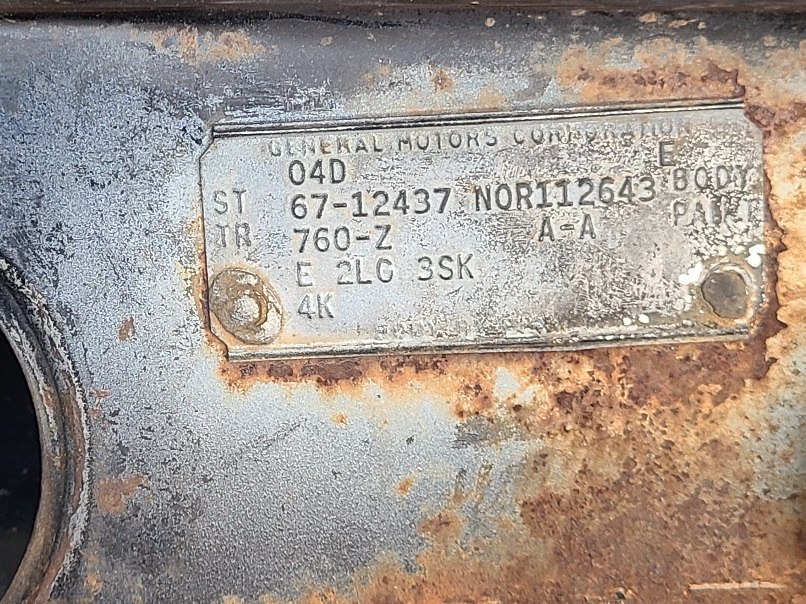 GENERAL MOTORS CORPORATION
04D E
ST 67-12437 NOR112643 BODY
TR 760-Z A-A PAINT
E 2LG 3SK
4K